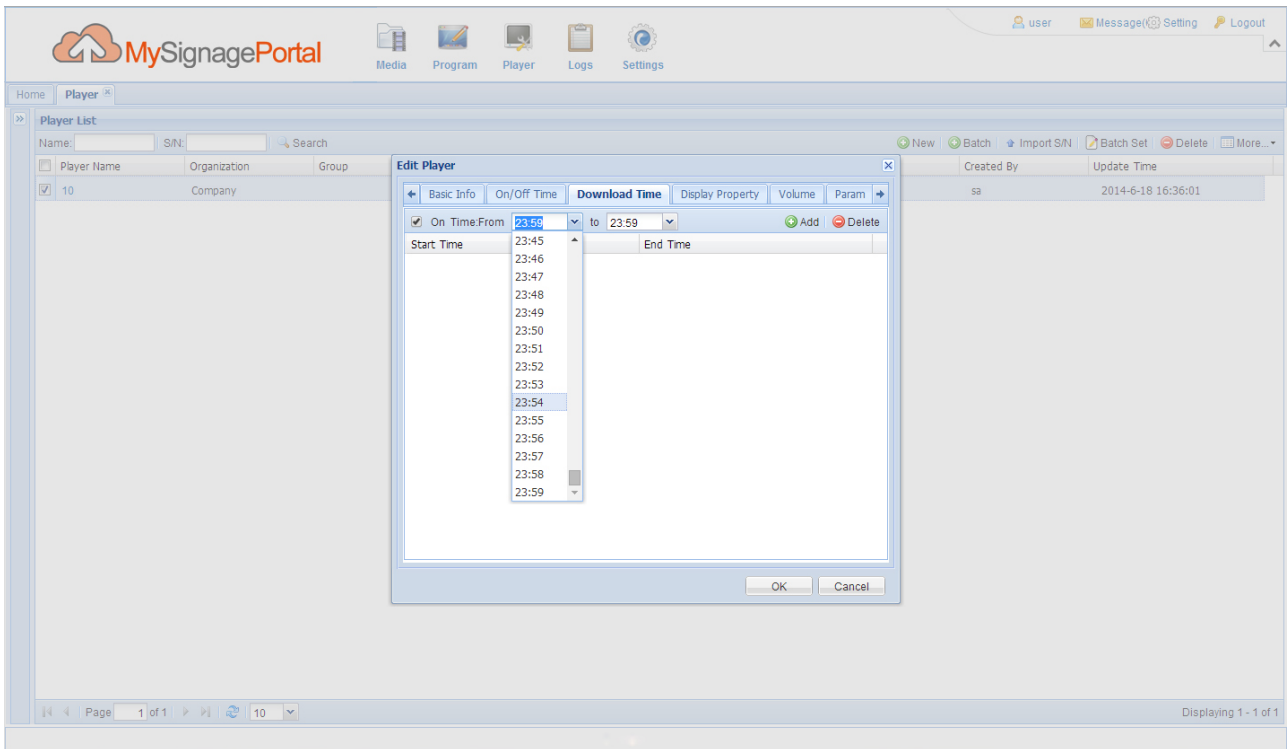 user Message( Setting Logout
MySignagePortal
Media Program Player Logs Settings
Home Player
Player List
Name: S/N: Search New Batch Import S/N Batch Set Delete More...
Player Name Organization Group Created By Update Time
10 Company sa 2014-6-18 16:36:01
Edit Player
Basic Info On/Off Time Download Time Display Property Volume Param
On Time:From 23:59 to 23:59 Add Delete
Start Time End Time
23:45
23:46
23:47
23:48
23:49
23:50
23:51
23:52
23:53
23:54
23:55
23:56
23:57
23:58
23:59
OK Cancel
Page 1 of 1 10 Displaying 1 - 1 of 1